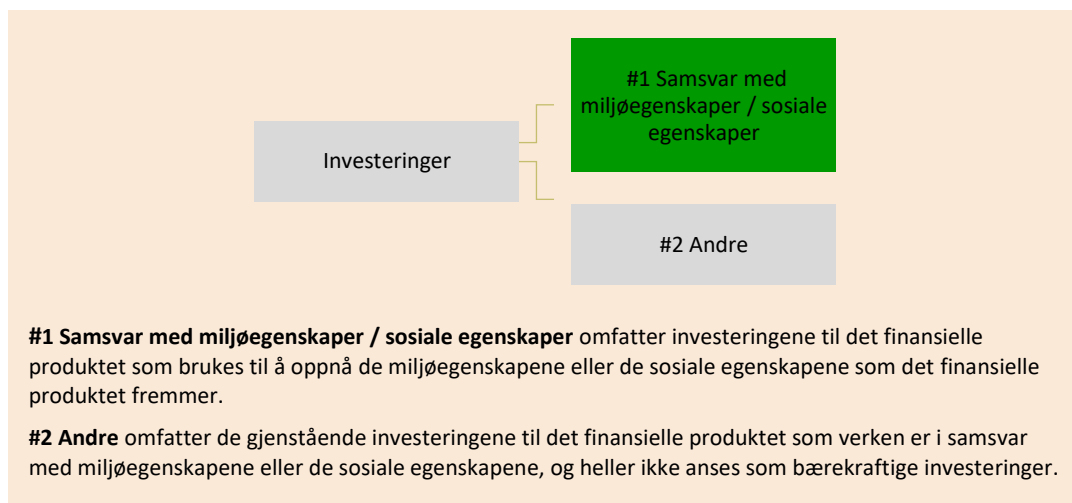 #1 Samsvar med
miljøegenskaper / sosiale
egenskaper
Investeringer
#2 Andre
#1 Samsvar med miljøegenskaper / sosiale egenskaper omfatter investeringene til det finansielle
produktet som brukes til å oppnå de miljøegenskapene eller de sosiale egenskapene som det finansielle
produktet fremmer.
#2 Andre omfatter de gjenstående investeringene til det finansielle produktet som verken er i samsvar
med miljøegenskapene eller de sosiale egenskapene, og heller ikke anses som bærekraftige investeringer.